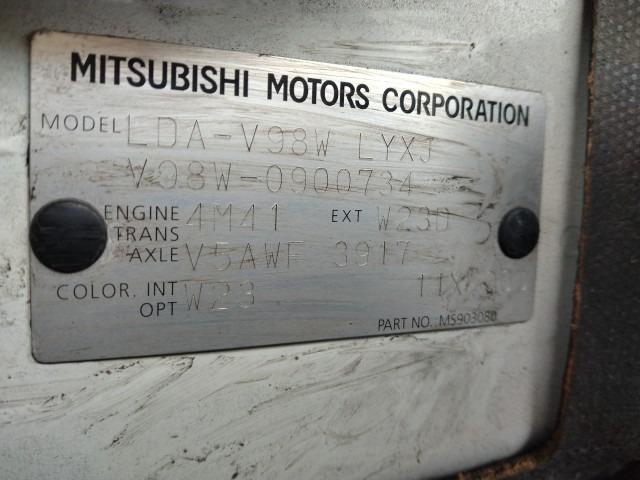 MITSUBISHI MOTORS CORPORATION
MODEL LDA-V98W LYXJ
V98W-0900734
ENGINE 4M41 EXT W23D
TRANS
AXLE V5AWF 3917
COLOR. INT W23
OPT
PART NO. MS903080